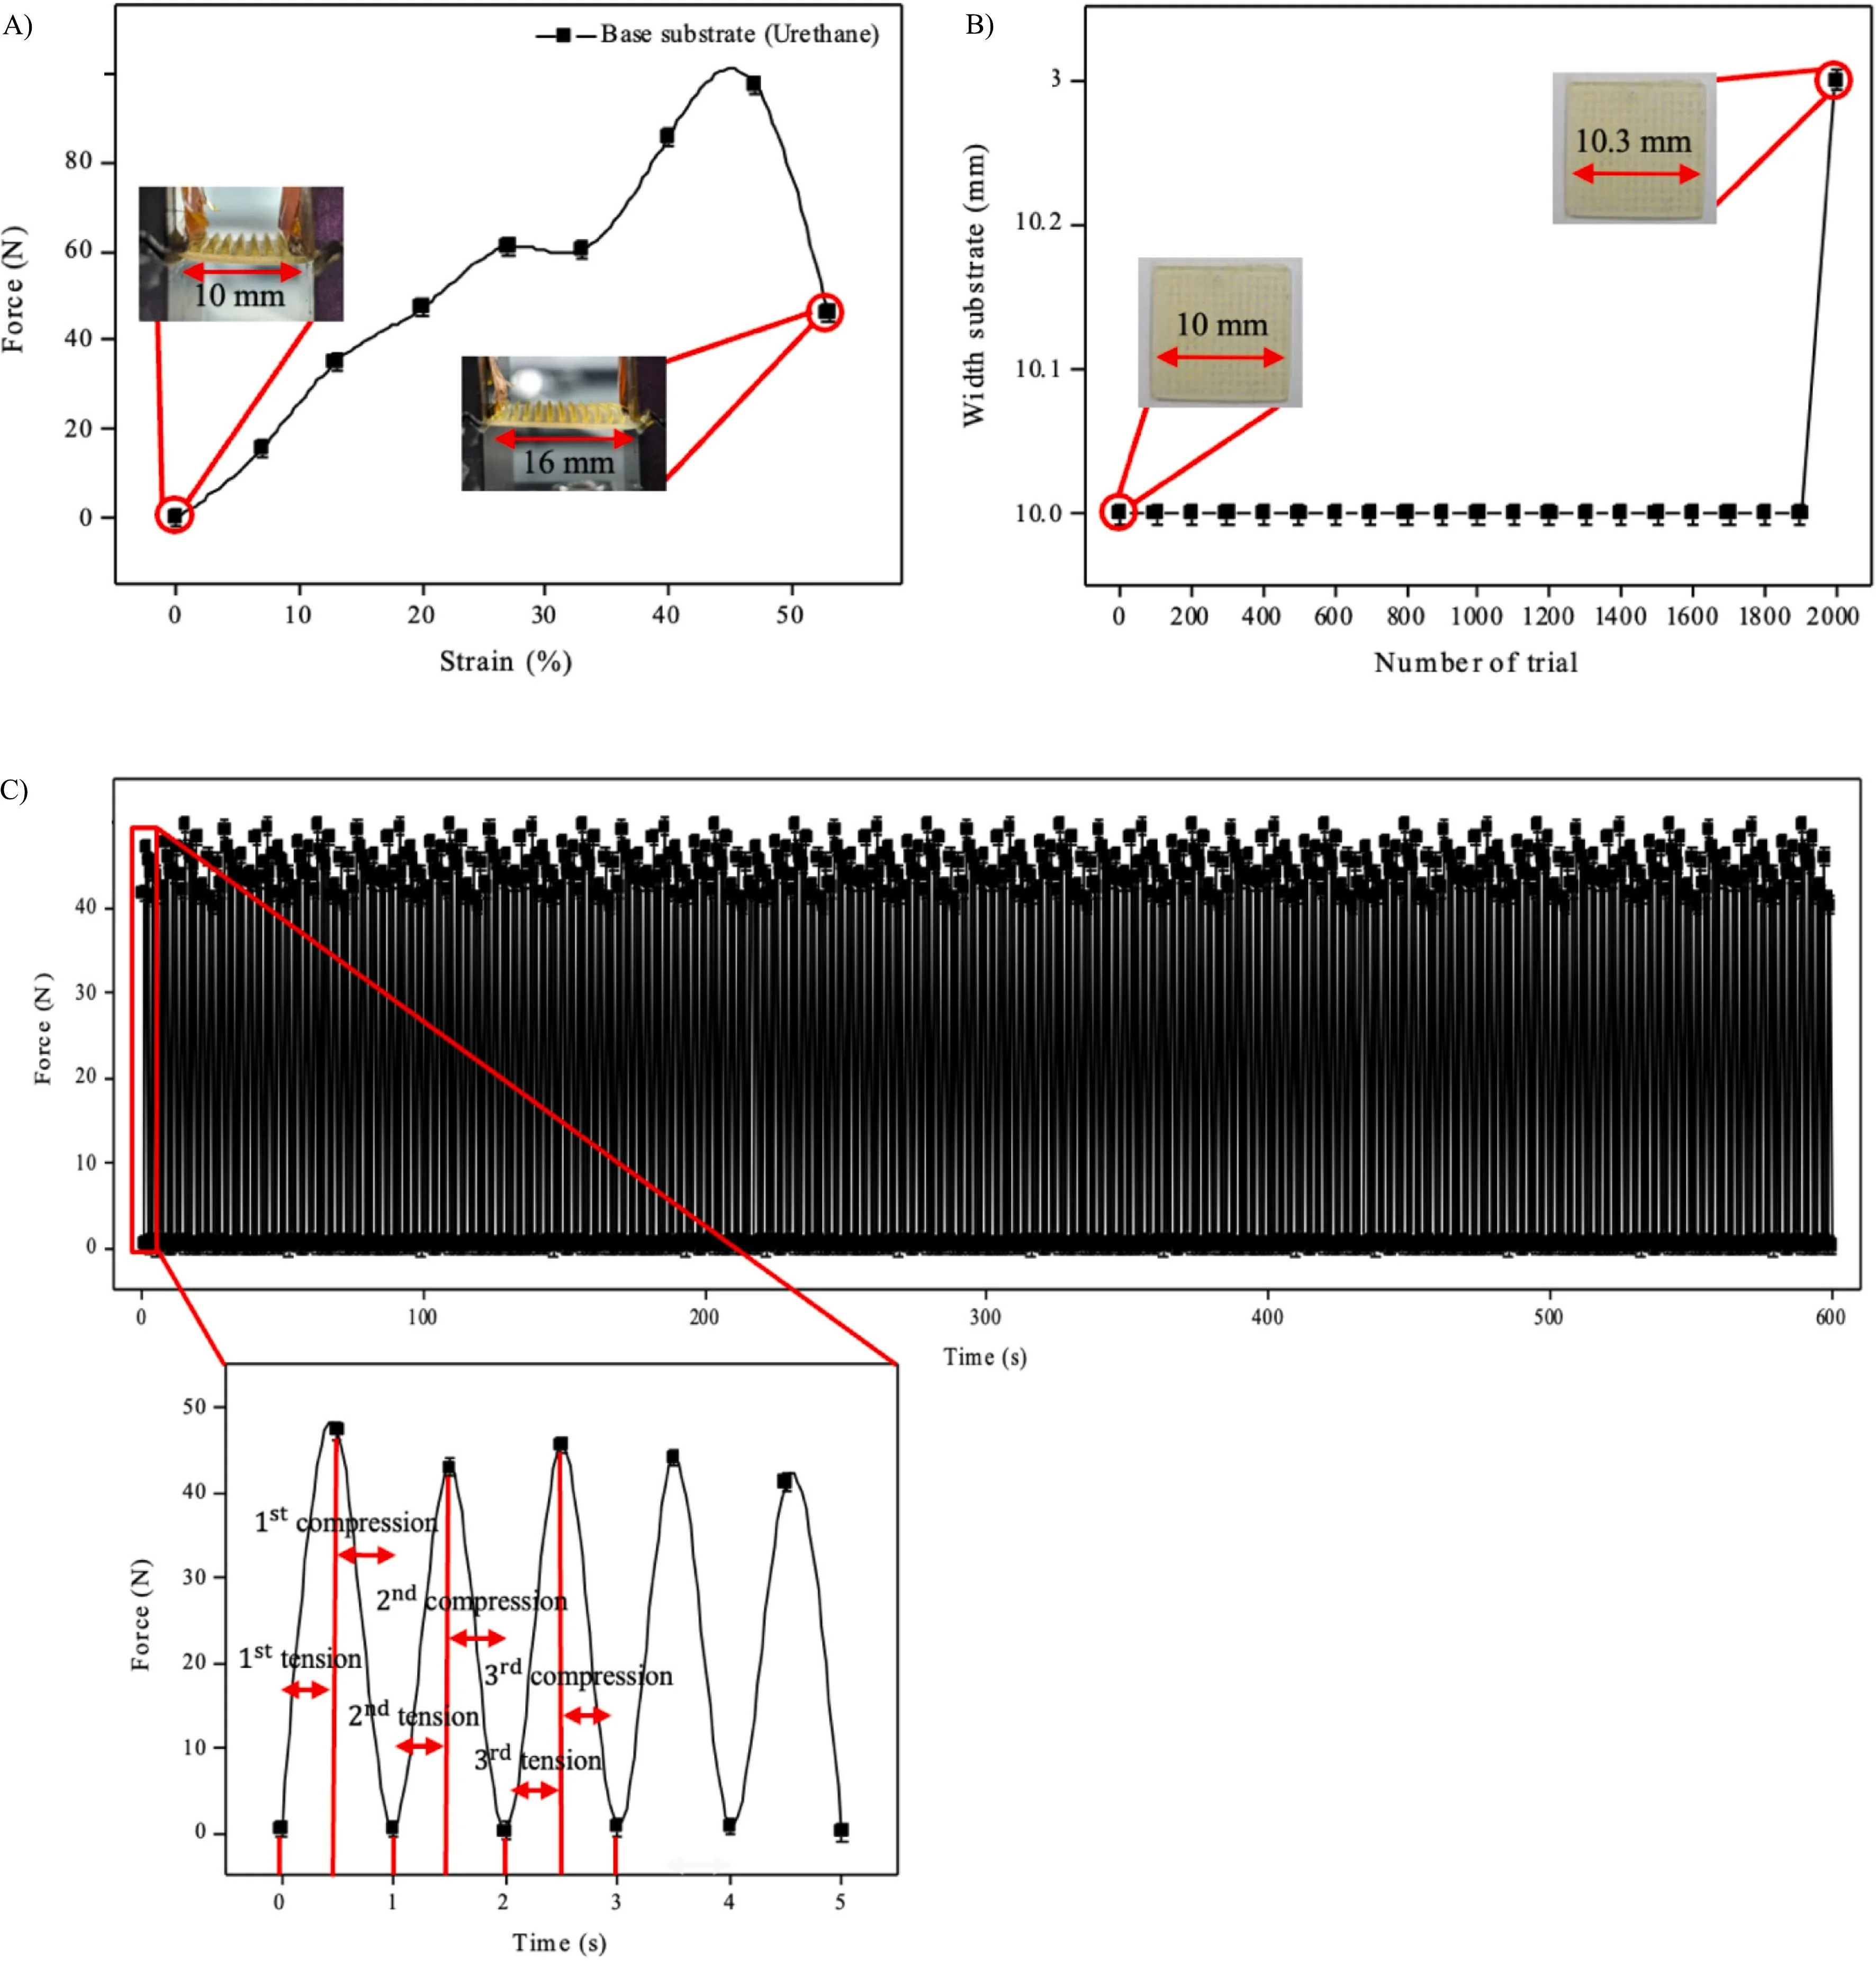 A)
Base substrate (Urethane)
80
60
40
20
0
Force (N)
10 mm
16 mm
0 10 20 30 40 50
Strain (%)
B)
3
10.2
10.1
10.0
Width substrate (mm)
10.3 mm
10 mm
0 200 400 600 800 1000 1200 1400 1600 1800 2000
Number of trial
C)
40
30
20
10
0
Force (N)
0 100 200 300 400 500 600
Time (s)
50
40
30
20
10
0
Force (N)
1st compression
2nd compression
1st tension
3rd compression
2nd tension
3rd tension
0 1 2 3 4 5
Time (s)